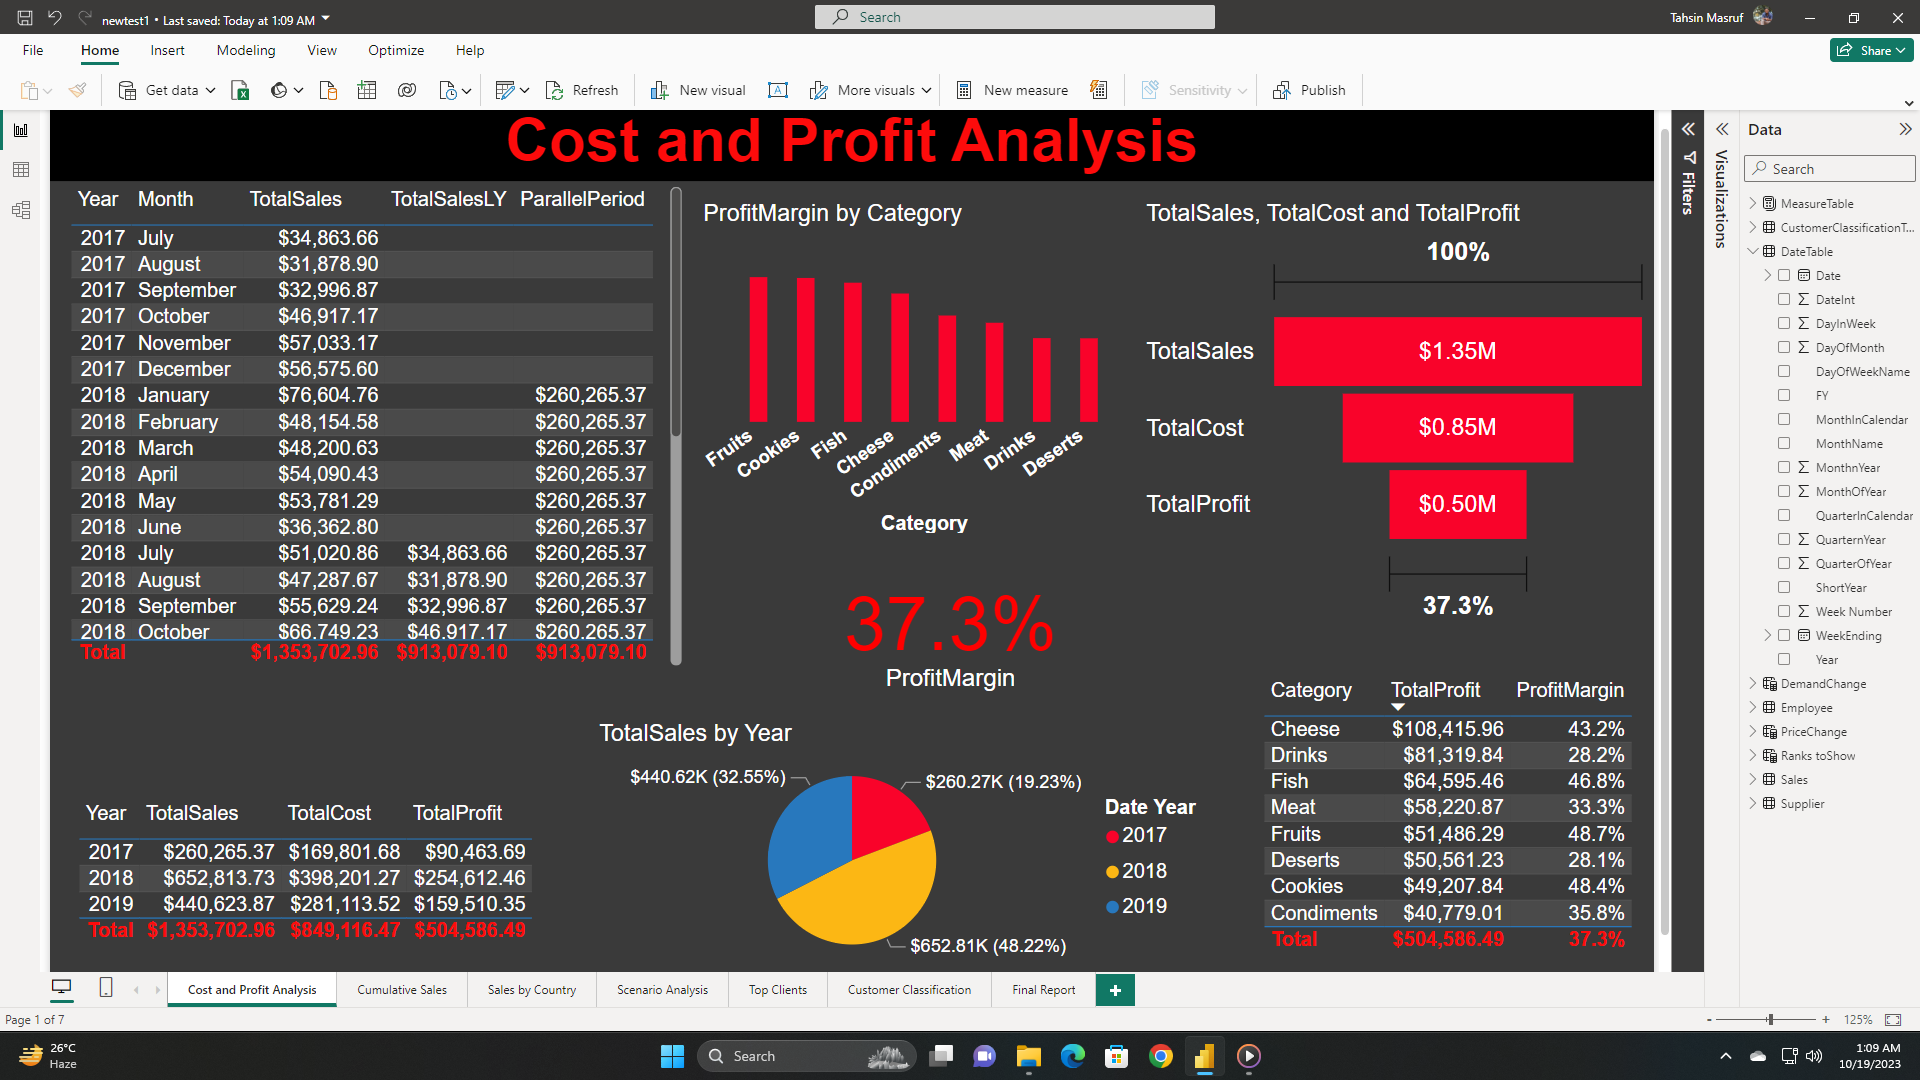 newtest1 • Last saved: Today at 1:09 AM
Search
Tahsin Masruf
File Home Insert Modeling View Optimize Help
Share
Get data
Refresh
New visual
More visuals
New measure
Sensitivity
Publish
Cost and Profit Analysis
Year Month TotalSales TotalSalesLY ParallelPeriod
2017 July $34,863.66
2017 August $31,878.90
2017 September $32,996.87
2017 October $46,917.17
2017 November $57,033.17
2017 December $56,575.60
2018 January $76,604.76 $260,265.37
2018 February $48,154.58 $260,265.37
2018 March $48,200.63 $260,265.37
2018 April $54,090.43 $260,265.37
2018 May $53,781.29 $260,265.37
2018 June $36,362.80 $260,265.37
2018 July $51,020.86 $34,863.66 $260,265.37
2018 August $47,287.67 $31,878.90 $260,265.37
2018 September $55,629.24 $32,996.87 $260,265.37
2018 October $66,749.23 $46,917.17 $260,265.37
Total $1,353,702.96 $913,079.10 $913,079.10
ProfitMargin by Category
Fruits
Cookies
Fish
Cheese
Condiments
Meat
Drinks
Deserts
Category
TotalSales, TotalCost and TotalProfit
100%
TotalSales $1.35M
TotalCost $0.85M
TotalProfit $0.50M
37.3%
37.3%
ProfitMargin
Year TotalSales TotalCost TotalProfit
2017 $260,265.37 $169,801.68 $90,463.69
2018 $652,813.73 $398,201.27 $254,612.46
2019 $440,623.87 $281,113.52 $159,510.35
Total $1,353,702.96 $849,116.47 $504,586.49
TotalSales by Year
$440.62K (32.55%)
$260.27K (19.23%)
$652.81K (48.22%)
Date Year
2017
2018
2019
Category TotalProfit ProfitMargin
Cheese $108,415.96 43.2%
Drinks $81,319.84 28.2%
Fish $64,595.46 46.8%
Meat $58,220.87 33.3%
Fruits $51,486.29 48.7%
Deserts $50,561.23 28.1%
Cookies $49,207.84 48.4%
Condiments $40,779.01 35.8%
Total $504,586.49 37.3%
Filters
Visualizations
Data
Search
MeasureTable
CustomerClassificationT...
DateTable
Date
DateInt
DayInWeek
DayOfMonth
DayOfWeekName
FY
MonthInCalendar
MonthName
MonthnYear
MonthOfYear
QuarterInCalendar
QuarternYear
QuarterOfYear
ShortYear
Week Number
WeekEnding
Year
DemandChange
Employee
PriceChange
Ranks toShow
Sales
Supplier
Cost and Profit Analysis
Cumulative Sales
Sales by Country
Scenario Analysis
Top Clients
Customer Classification
Final Report
Page 1 of 7
125%
26°C
Haze
Search
1:09 AM
10/19/2023